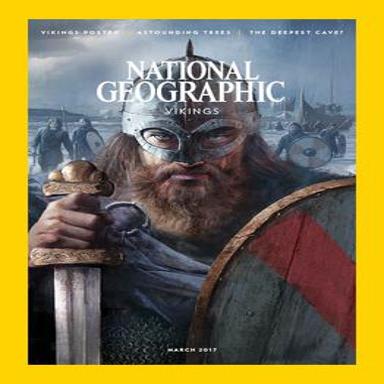 VIKINGS POSTER | ASTOUNDING TREES | THE DEEPEST CAVE?
NATIONAL
GEOGRAPHIC
VIKINGS
MARCH 2017